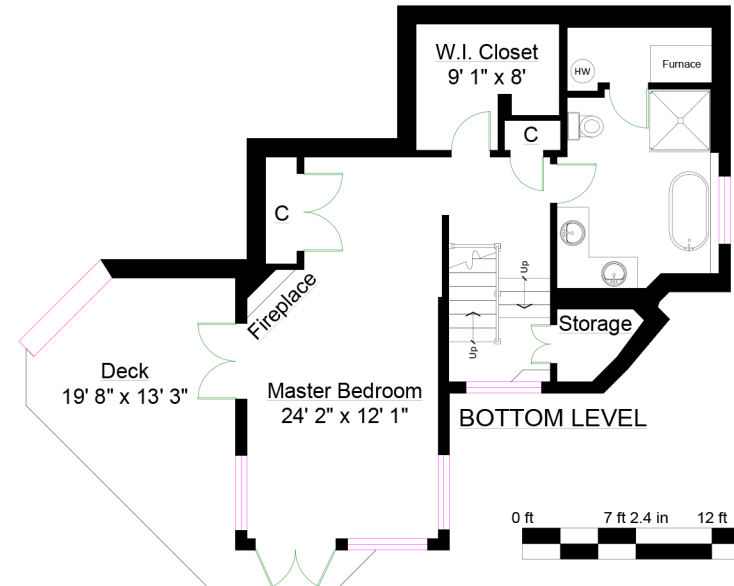 W.I. Closet
9' 1" x 8'
HW
Furnace
C
C
Up
Up
Fireplace
Storage
Deck
19' 8" x 13' 3"
Master Bedroom
24' 2" x 12' 1"
BOTTOM LEVEL
0 ft 7 ft 2.4 in 12 ft